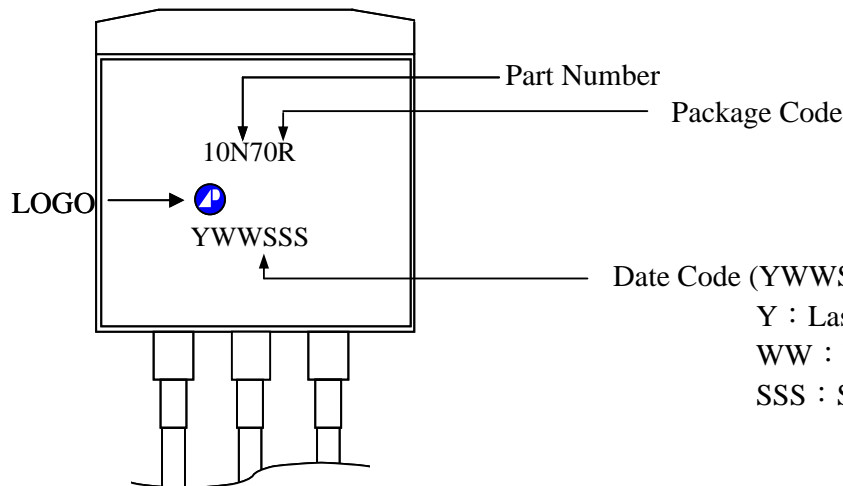 Part Number
Package Code
10N70R
LOGO
YWWSSS
Date Code (YWWS
Y：Las
WW：
SSS：S